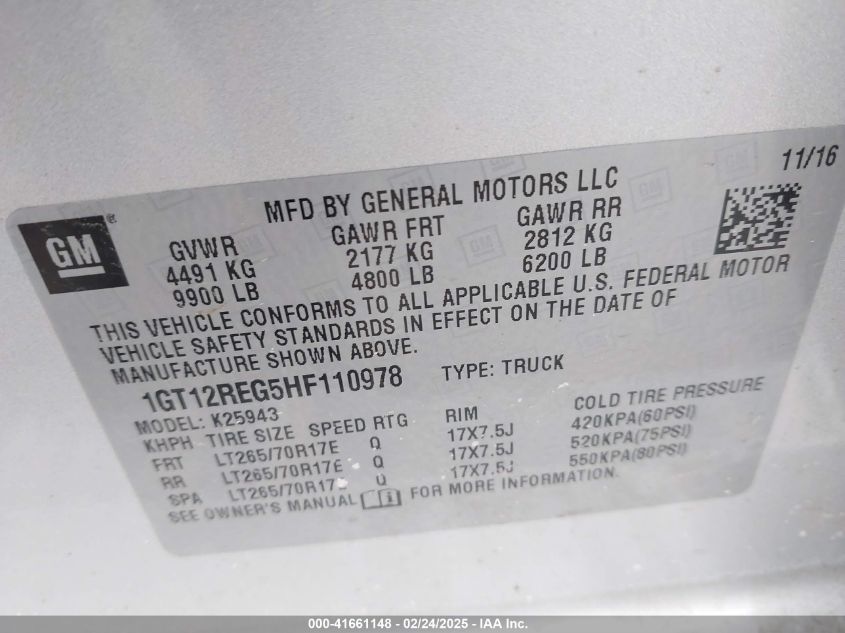 11/16
MFD BY GENERAL MOTORS LLC
GM®
GVWR GAWR FRT GAWR RR
4491 KG 2177 KG 2812 KG
9900 LB 4800 LB 6200 LB
THIS VEHICLE CONFORMS TO ALL APPLICABLE U.S. FEDERAL MOTOR
VEHICLE SAFETY STANDARDS IN EFFECT ON THE DATE OF
MANUFACTURE SHOWN ABOVE.
1GT12REG5HF110978 TYPE: TRUCK
MODEL: K25943
KHPH TIRE SIZE SPEED RTG RIM COLD TIRE PRESSURE
FRT LT265/70R17E Q 17X7.5J 420KPA(60PSI)
RR LT265/70R17E Q 17X7.5J 520KPA(75PSI)
SPA LT265/70R17E Q 17X7.5J 550KPA(80PSI)
SEE OWNER'S MANUAL FOR MORE INFORMATION.
000-41661148 - 02/24/2025 - IAA Inc.